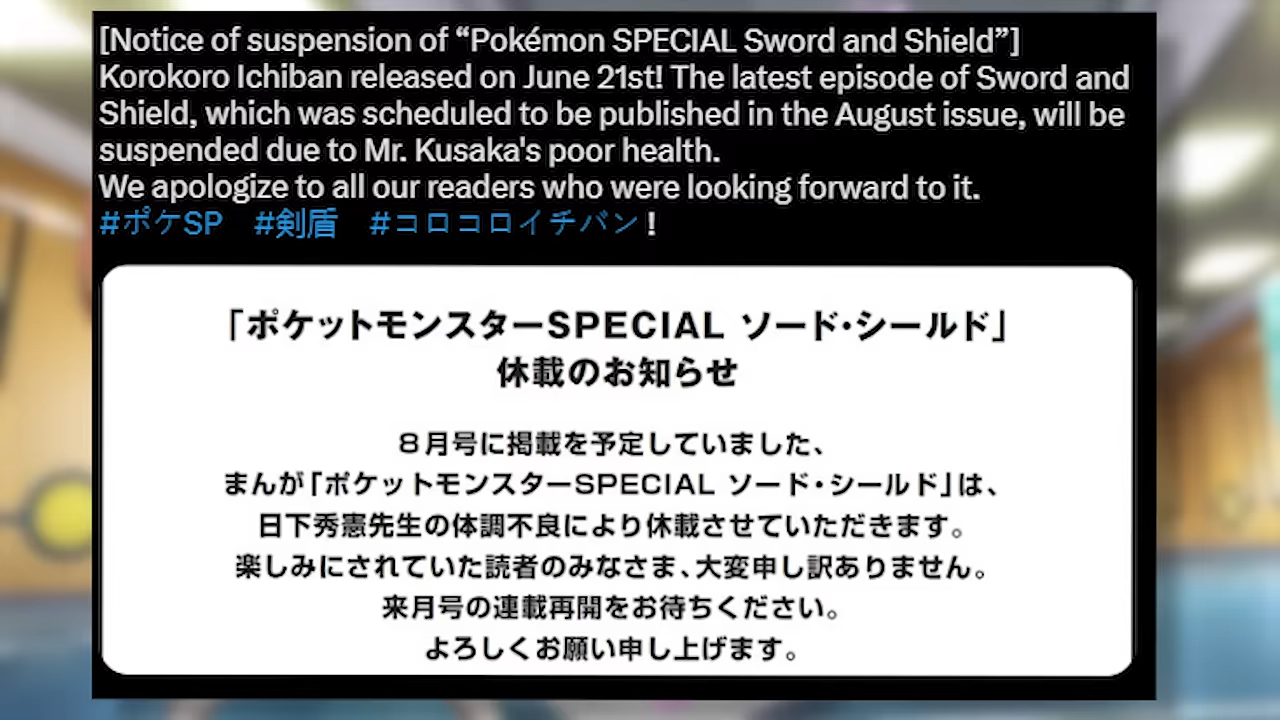 [Notice of suspension of “Pokémon SPECIAL Sword and Shield”]
Korokoro Ichiban released on June 21st! The latest episode of Sword and
Shield, which was scheduled to be published in the August issue, will be
suspended due to Mr. Kusaka's poor health.
We apologize to all our readers who were looking forward to it.
#ポケSP #剣盾 #コロコロイチバン！
「ポケットモンスターSPECIAL ソード・シールド」
休載のお知らせ
８月号に掲載を予定していました、
まんが「ポケットモンスターSPECIAL ソード・シールド」は、
日下秀憲先生の体調不良により休載させていただきます。
楽しみにされていた読者のみなさま、大変申し訳ありません。
来月号の連載再開をお待ちください。
よろしくお願い申し上げます。